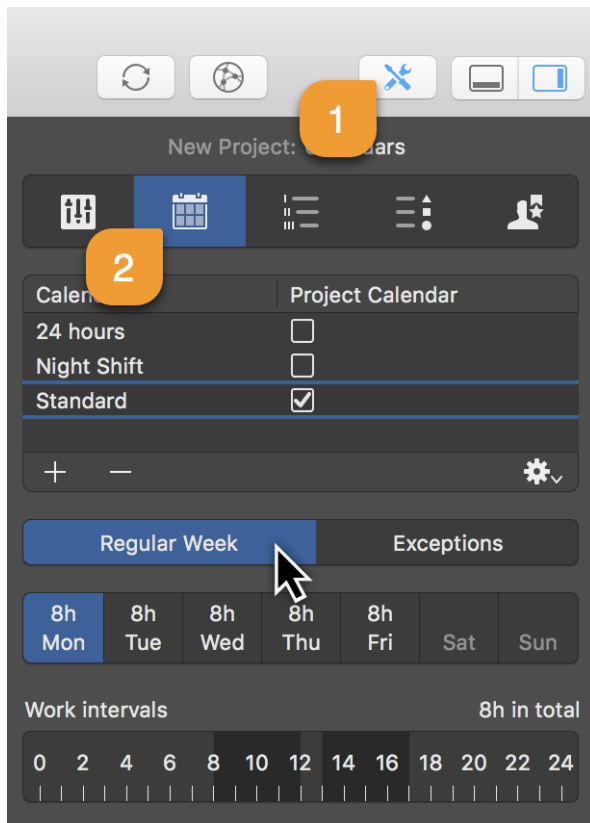 1
New Project: dars
2
Project Calendar
24 hours
Night Shift
Standard
Regular Week Exceptions
8h 8h 8h 8h 8h
Mon Tue Wed Thu Fri Sat Sun
Work intervals 8h in total
0 2 4 6 8 10 12 14 16 18 20 22 24